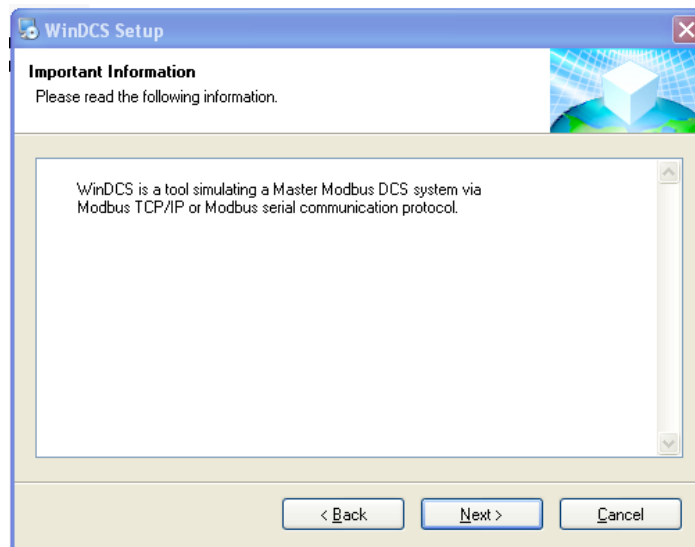 WinDCS Setup
Important Information
Please read the following information.
WinDCS is a tool simulating a Master Modbus DCS system via
Modbus TCP/IP or Modbus serial communication protocol.
< Back
Next >
Cancel